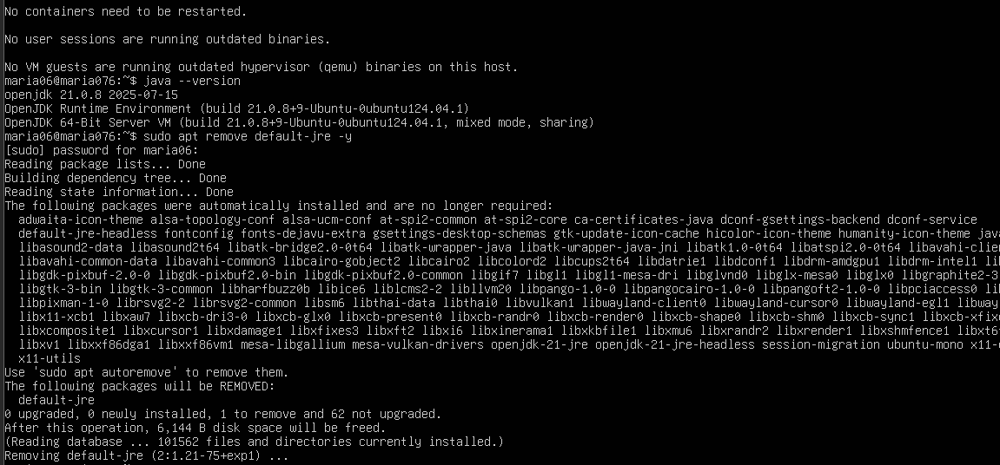 No containers need to be restarted.
No user sessions are running outdated binaries.
No VM guests are running outdated hypervisor (qemu) binaries on this host.
maria06@maria076:~$ java --version
openjdk 21.0.8 2025-07-15
OpenJDK Runtime Environment (build 21.0.8+9-Ubuntu-0ubuntu124.04.1)
OpenJDK 64-Bit Server VM (build 21.0.8+9-Ubuntu-0ubuntu124.04.1, mixed mode, sharing)
maria06@maria076:~$ sudo apt remove default-jre -y
[sudo] password for maria06:
Reading package lists... Done
Building dependency tree... Done
Reading state information... Done
The following packages were automatically installed and are no longer required:
  adwaita-icon-theme alsa-topology-conf alsa-ucm-conf at-spi2-common at-spi2-core ca-certificates-java dconf-gsettings-backend dconf-service
  default-jre-headless fontconfig fonts-dejavu-extra gsettings-desktop-schemas gtk-update-icon-cache hicolor-icon-theme humanity-icon-theme java
  libasound2-data libasound2t64 libatk-bridge2.0-0t64 libatk-wrapper-java libatk-wrapper-java-jni libatk1.0-0t64 libatspi2.0-0t64 libavahi-clie
  libavahi-common-data libavahi-common3 libcairo-gobject2 libcairo2 libcolord2 libcups2t64 libdatrie1 libdconf1 libdrm-amdgpu1 libdrm-intel1 li
  libgdk-pixbuf-2.0-0 libgdk-pixbuf2.0-bin libgdk-pixbuf2.0-common libgif7 libgl1 libgl1-mesa-dri libglvnd0 libglx-mesa0 libglx0 libgraphite2-3
  libgtk-3-bin libgtk-3-common libharfbuzz0b libice6 liblcms2-2 libllvm20 libpango-1.0-0 libpangocairo-1.0-0 libpangoft2-1.0-0 libpciaccess0 li
  libpixman-1-0 librsvg2-2 librsvg2-common libsm6 libthai-data libthai0 libvulkan1 libwayland-client0 libwayland-cursor0 libwayland-egl1 libway
  libx11-xcb1 libxaw7 libxcb-dri3-0 libxcb-glx0 libxcb-present0 libxcb-randr0 libxcb-render0 libxcb-shape0 libxcb-shm0 libxcb-sync1 libxcb-xfix
  libxcomposite1 libxcursor1 libxdamage1 libxfixes3 libxft2 libxi6 libxinerama1 libxkbfile1 libxmu6 libxrandr2 libxrender1 libxshmfence1 libxt6
  libxv1 libxxf86dga1 libxxf86vm1 mesa-libgallium mesa-vulkan-drivers openjdk-21-jre openjdk-21-jre-headless session-migration ubuntu-mono x11-
  x11-utils
Use 'sudo apt autoremove' to remove them.
The following packages will be REMOVED:
  default-jre
0 upgraded, 0 newly installed, 1 to remove and 62 not upgraded.
After this operation, 6,144 B disk space will be freed.
(Reading database ... 101562 files and directories currently installed.)
Removing default-jre (2:1.21-75+exp1) ...